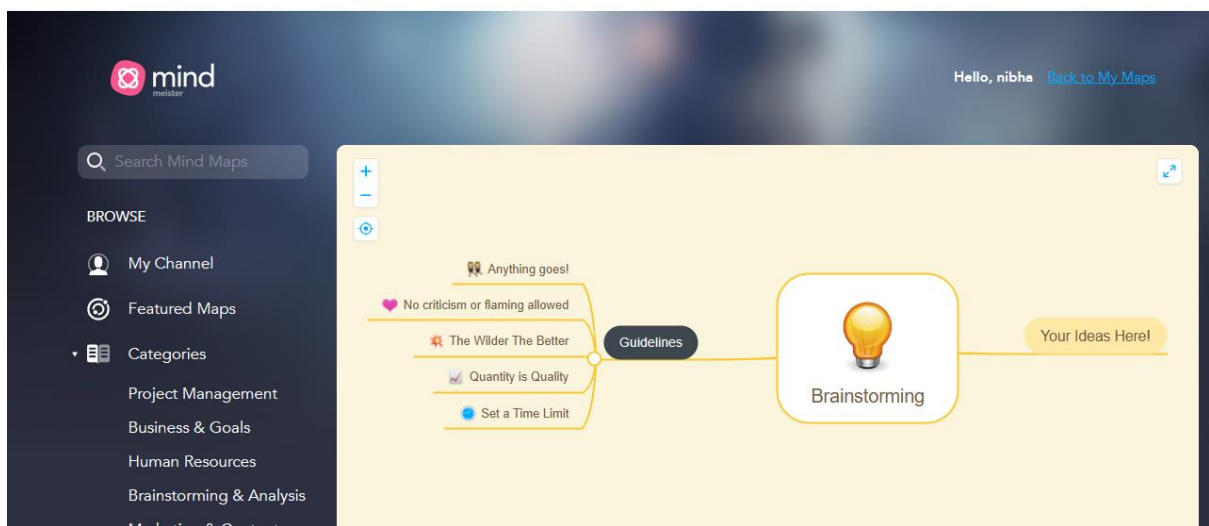 mind
meister
Hello, nibha Back to My Maps
Search Mind Maps
BROWSE
My Channel
Featured Maps
Categories
Project Management
Business & Goals
Human Resources
Brainstorming & Analysis
Anything goes!
No criticism or flaming allowed
The Wilder The Better
Quantity is Quality
Set a Time Limit
Guidelines
Brainstorming
Your Ideas Here!